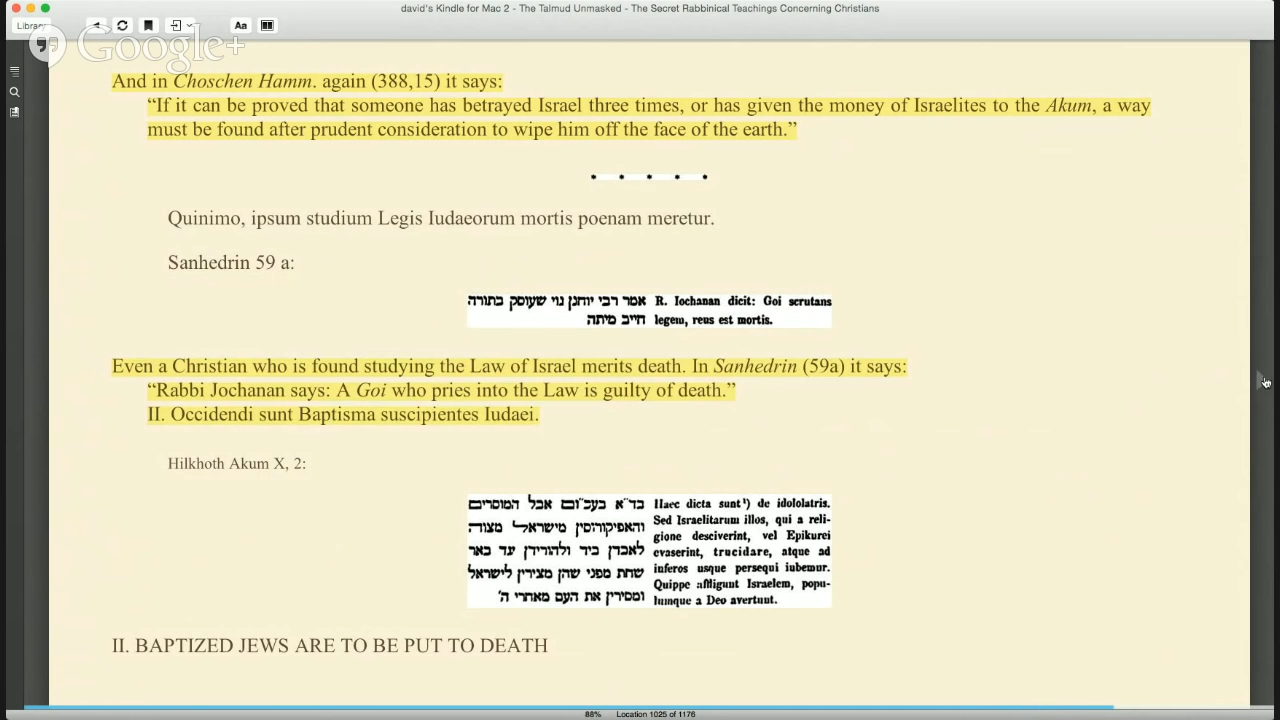 david's Kindle for Mac 2 - The Talmud Unmasked - The Secret Rabbinical Teachings Concerning Christians
Library
Aa
Google+
And in Choschen Hamm. again (388,15) it says:
“If it can be proved that someone has betrayed Israel three times, or has given the money of Israelites to the Akum, a way
must be found after prudent consideration to wipe him off the face of the earth.”
Quinimo, ipsum studium Legis Iudaeorum mortis poenam meretur.
Sanhedrin 59 a:
אמר רבי יוחנן גוי שעוסק בתורה
חייב מיתה
R. Iochanan dicit: Goi scrutans
legem, reus est mortis.
Even a Christian who is found studying the Law of Israel merits death. In Sanhedrin (59a) it says:
“Rabbi Jochanan says: A Goi who pries into the Law is guilty of death.”
II. Occidendi sunt Baptisma suscipientes Iudaei.
Hilkhoth Akum X, 2:
בד״א בעכ״ום אבל המוסרים
והאפיקורוסין מישראל מצוה
לאבדן ביד ולהורידן עד באר
שחת מפני שהן מצירין לישראל
ומסירין את העם מאחרי ה'
Haec dicta sunt¹) de idololatris.
Sed Israelitarum illos, qui a reli-
gione desciverint, vel Epikurei
evaserint, trucidare, atque ad
inferos usque persequi iubemur.
Quippe affligunt Israelem, popu-
lumque a Deo avertunt.
II. BAPTIZED JEWS ARE TO BE PUT TO DEATH
88% Location 1025 of 1176